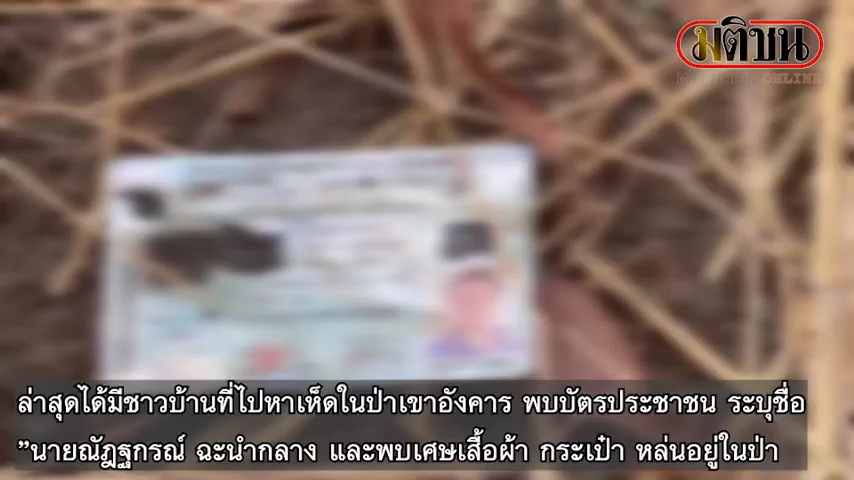 มติชน
ล่าสุดได้มีชาวบ้านที่ไปหาเห็ดในป่าเขาอังคาร พบบัตรประชาชน ระบุชื่อ
”นายณัฎฐกรณ์ ฉะนำกลาง และพบเศษเสื้อผ้า กระเป๋า หล่นอยู่ในป่า